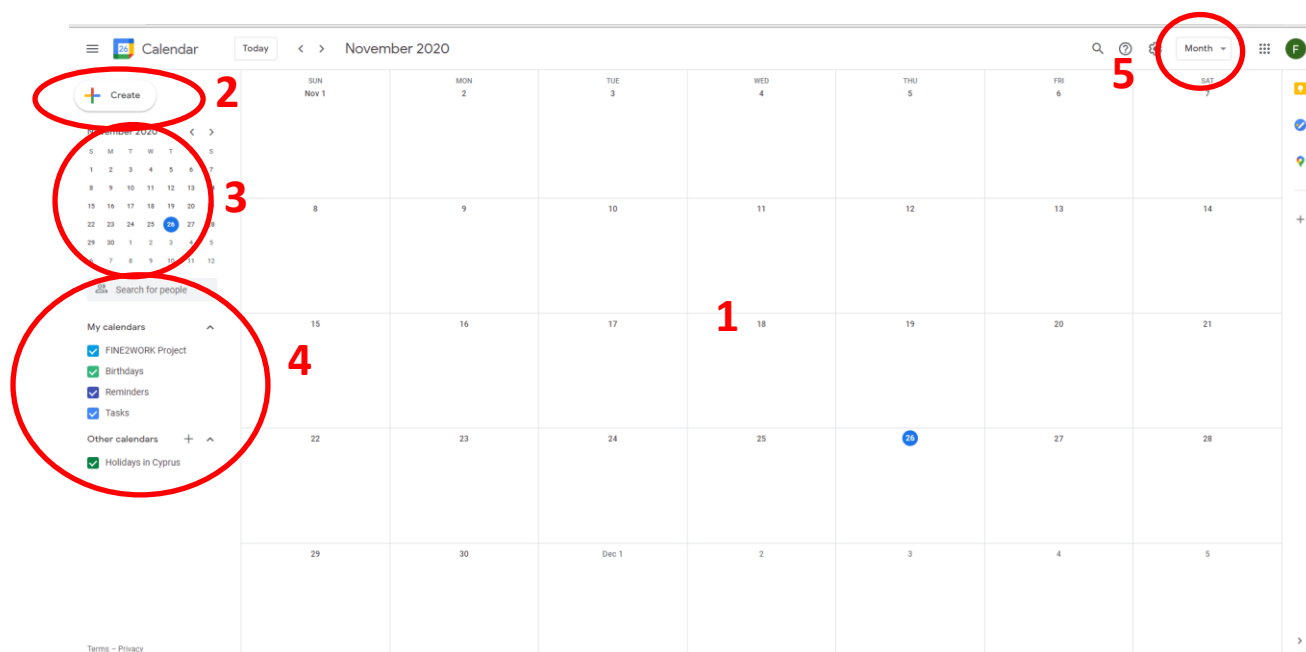 26 Calendar Today November 2020 Month F
Create 2
5
SUN MON TUE WED THU FRI SAT
Nov 1 2 3 4 5 6 7
November 2020
S M T W T S
1 2 3 4 5 6 7
8 9 10 11 12 13
15 16 17 18 19 20
22 23 24 25 26 27 28
29 30 1 2 3 4 5
6 7 8 9 10 11 12
3
8 9 10 11 12 13 14
Search for people
1
15 16 17 18 19 20 21
My calendars
FINE2WORK Project
Birthdays
Reminders
Tasks
4
Other calendars
Holidays in Cyprus
22 23 24 25 26 27 28
29 30 Dec 1 2 3 4 5
Terms – Privacy